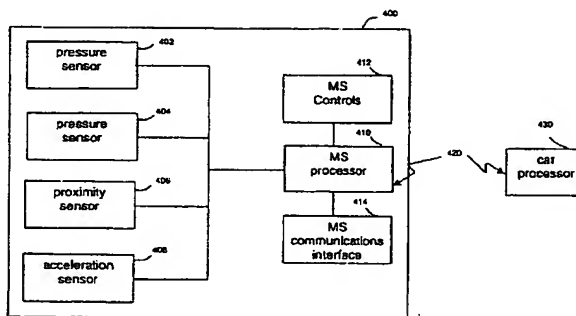 400
402
pressure
sensor
404
pressure
sensor
406
proximity
sensor
408
acceleration
sensor
412
MS
Controls
410
MS
processor
414
MS
communications
interface
420
430
car
processor